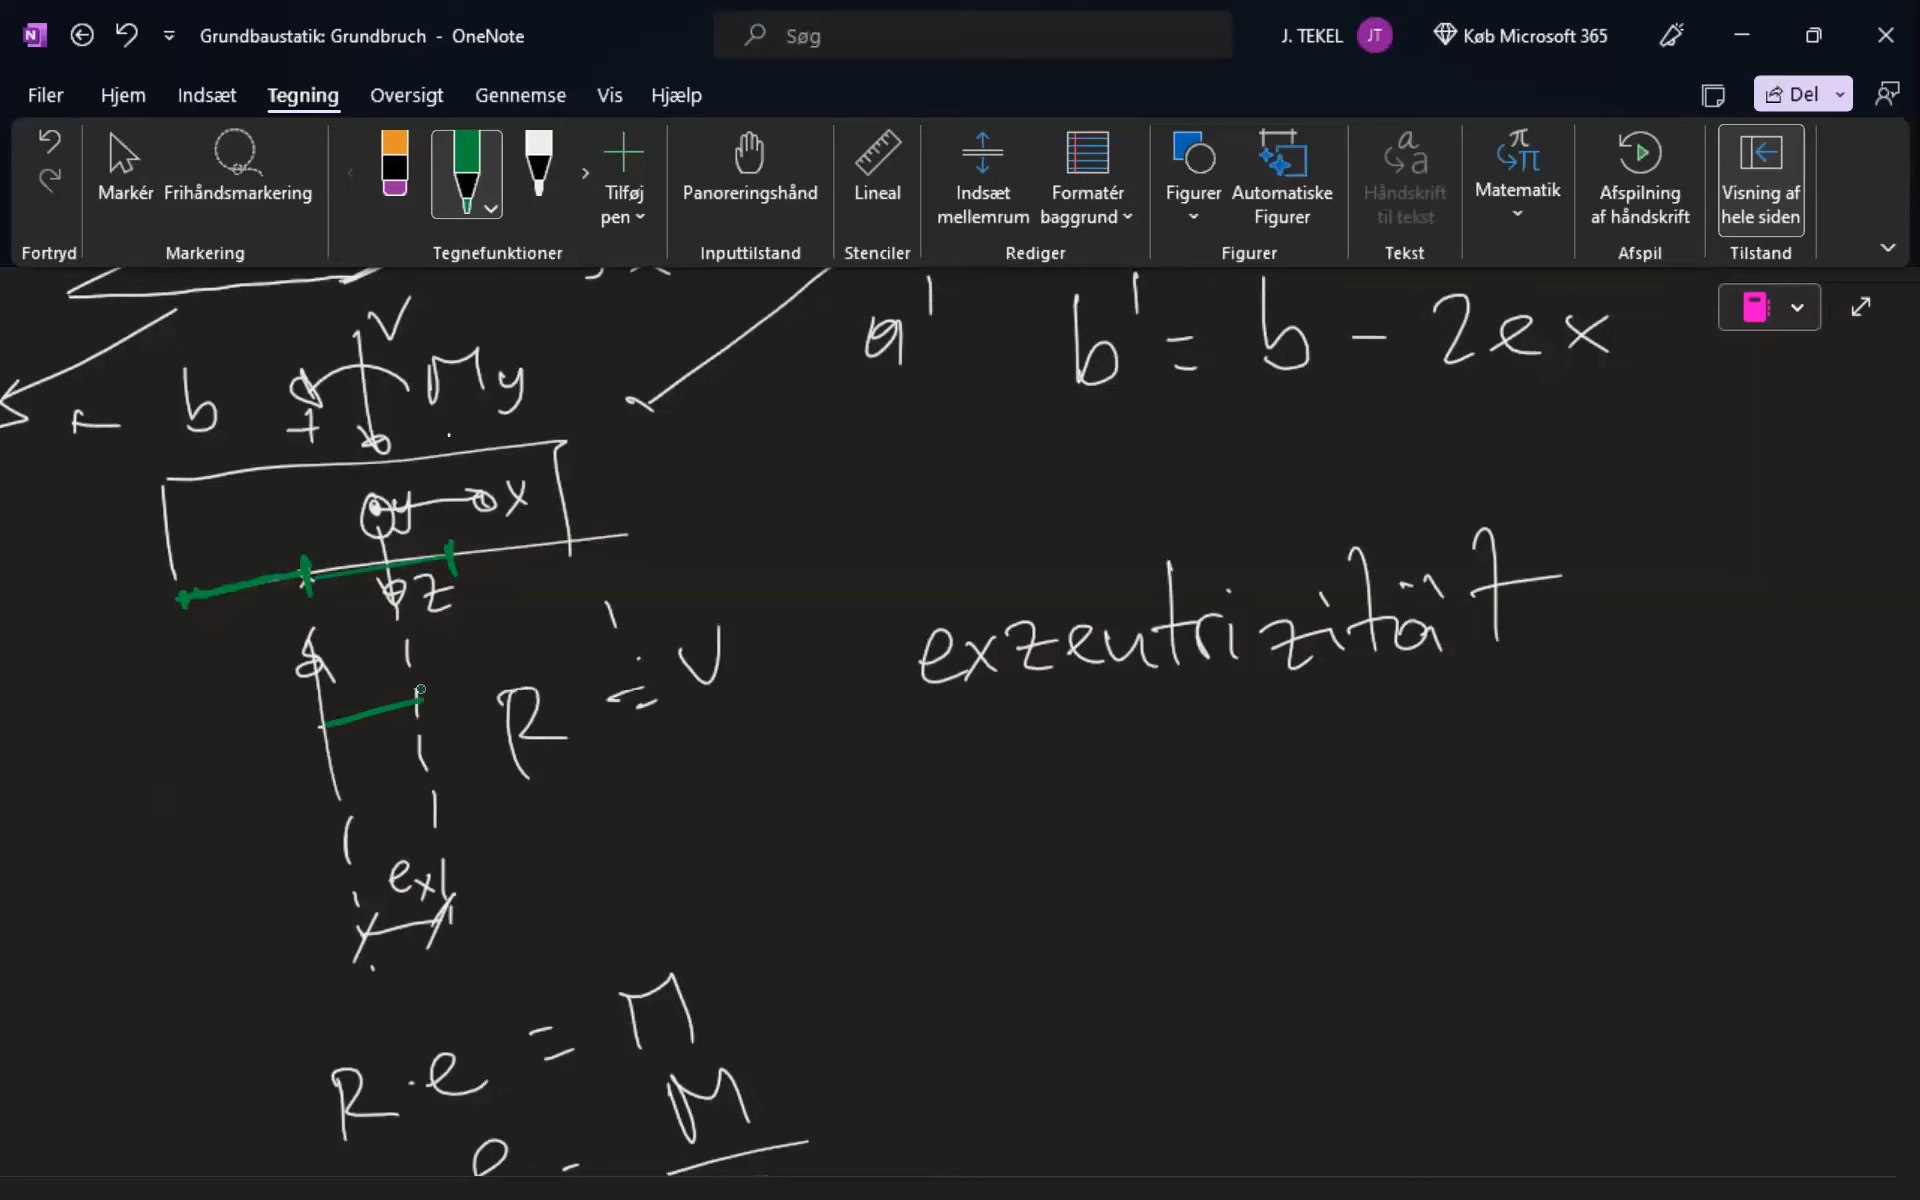 Grundbaustatik: Grundbruch - OneNote
Søg
J. TEKEL
JT
Køb Microsoft 365
Filer
Hjem
Indsæt
Tegning
Oversigt
Gennemse
Vis
Hjælp
Del
Markér
Frihåndsmarkering
Tilføj
pen
Panoreringshånd
Lineal
Indsæt
mellemrum
Formatér
baggrund
Figurer
Automatiske
Figurer
Håndskrift
til tekst
Matematik
Afspilning
af håndskrift
Visning af
hele siden
Fortryd
Markering
Tegnefunktioner
Inputtilstand
Stenciler
Rediger
Figurer
Tekst
Afspil
Tilstand
V
My
b
+
a'
b' = b - 2ex
y
x
z
R = V
exzentrizität
ex
R · e = M
e = M